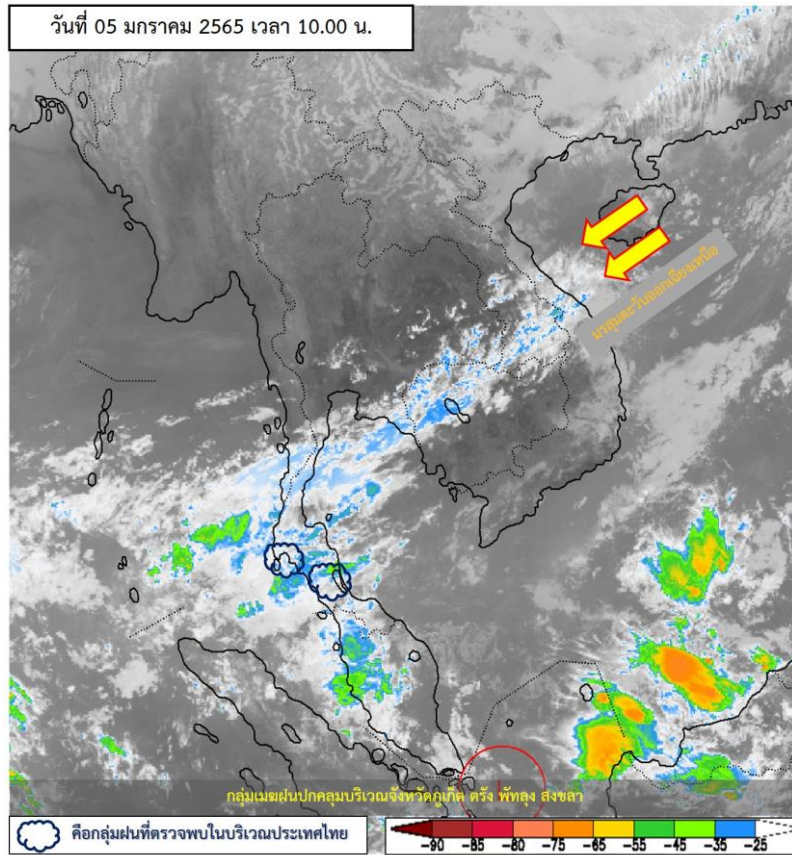 วันที่ 05 มกราคม 2565 เวลา 10.00 น.
มรสุมตะวันออกเฉียงเหนือ
กลุ่มเมฆฝนปกคลุมบริเวณจังหวัดภูเก็ต ตรัง พัทลุง สงขลา
คือกลุ่มฝนที่ตรวจพบในบริเวณประเทศไทย
-90 -85 -80 -75 -65 -55 -45 -35 -25